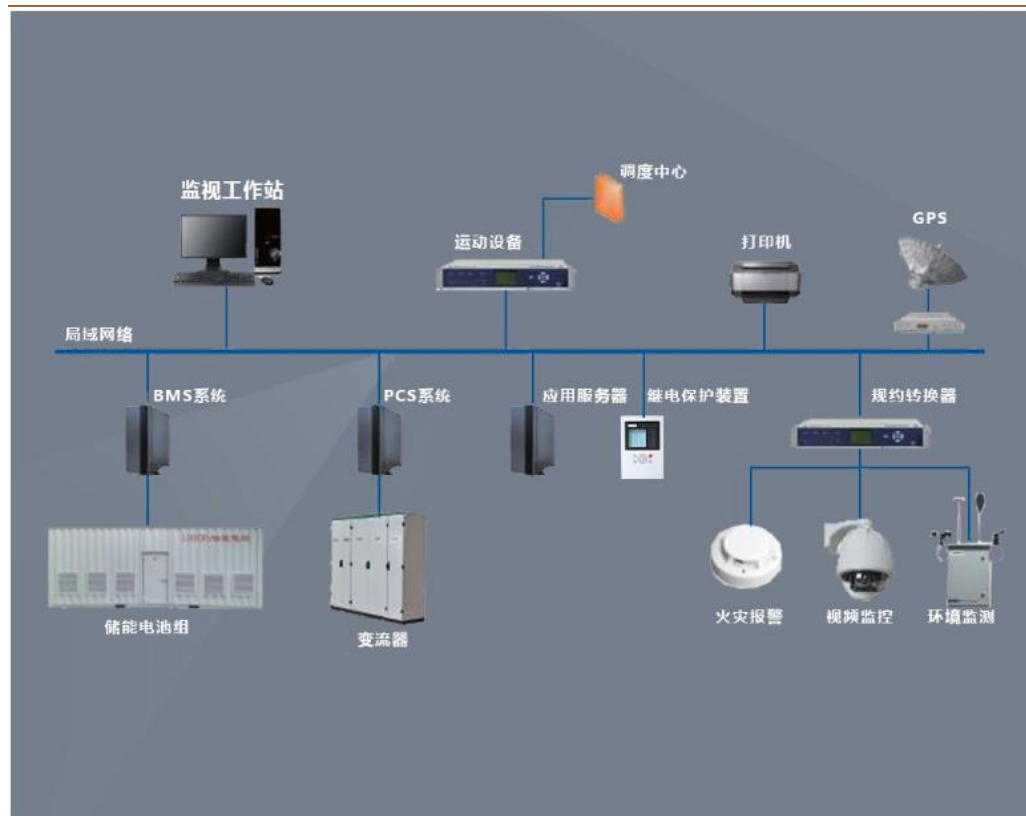 调度中心
监视工作站
GPS
运动设备
打印机
局域网络
BMS系统
PCS系统
应用服务器
继电保护装置
规约转换器
储能电池组
变流器
火灾报警
视频监控
环境监测